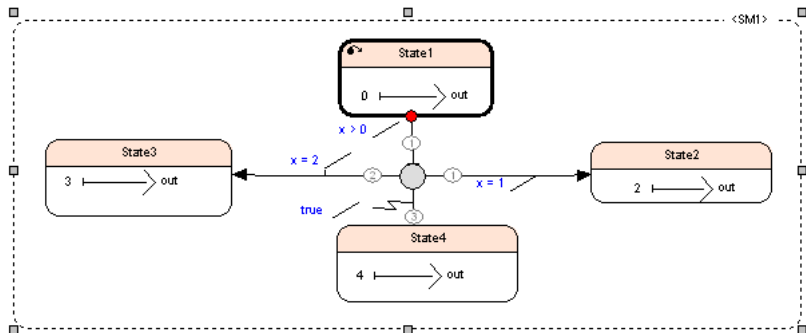 <SM1>
State1
0 out
x > 0
1
State3
3 out
x = 2
2
1
x = 1
State2
2 out
true
3
State4
4 out